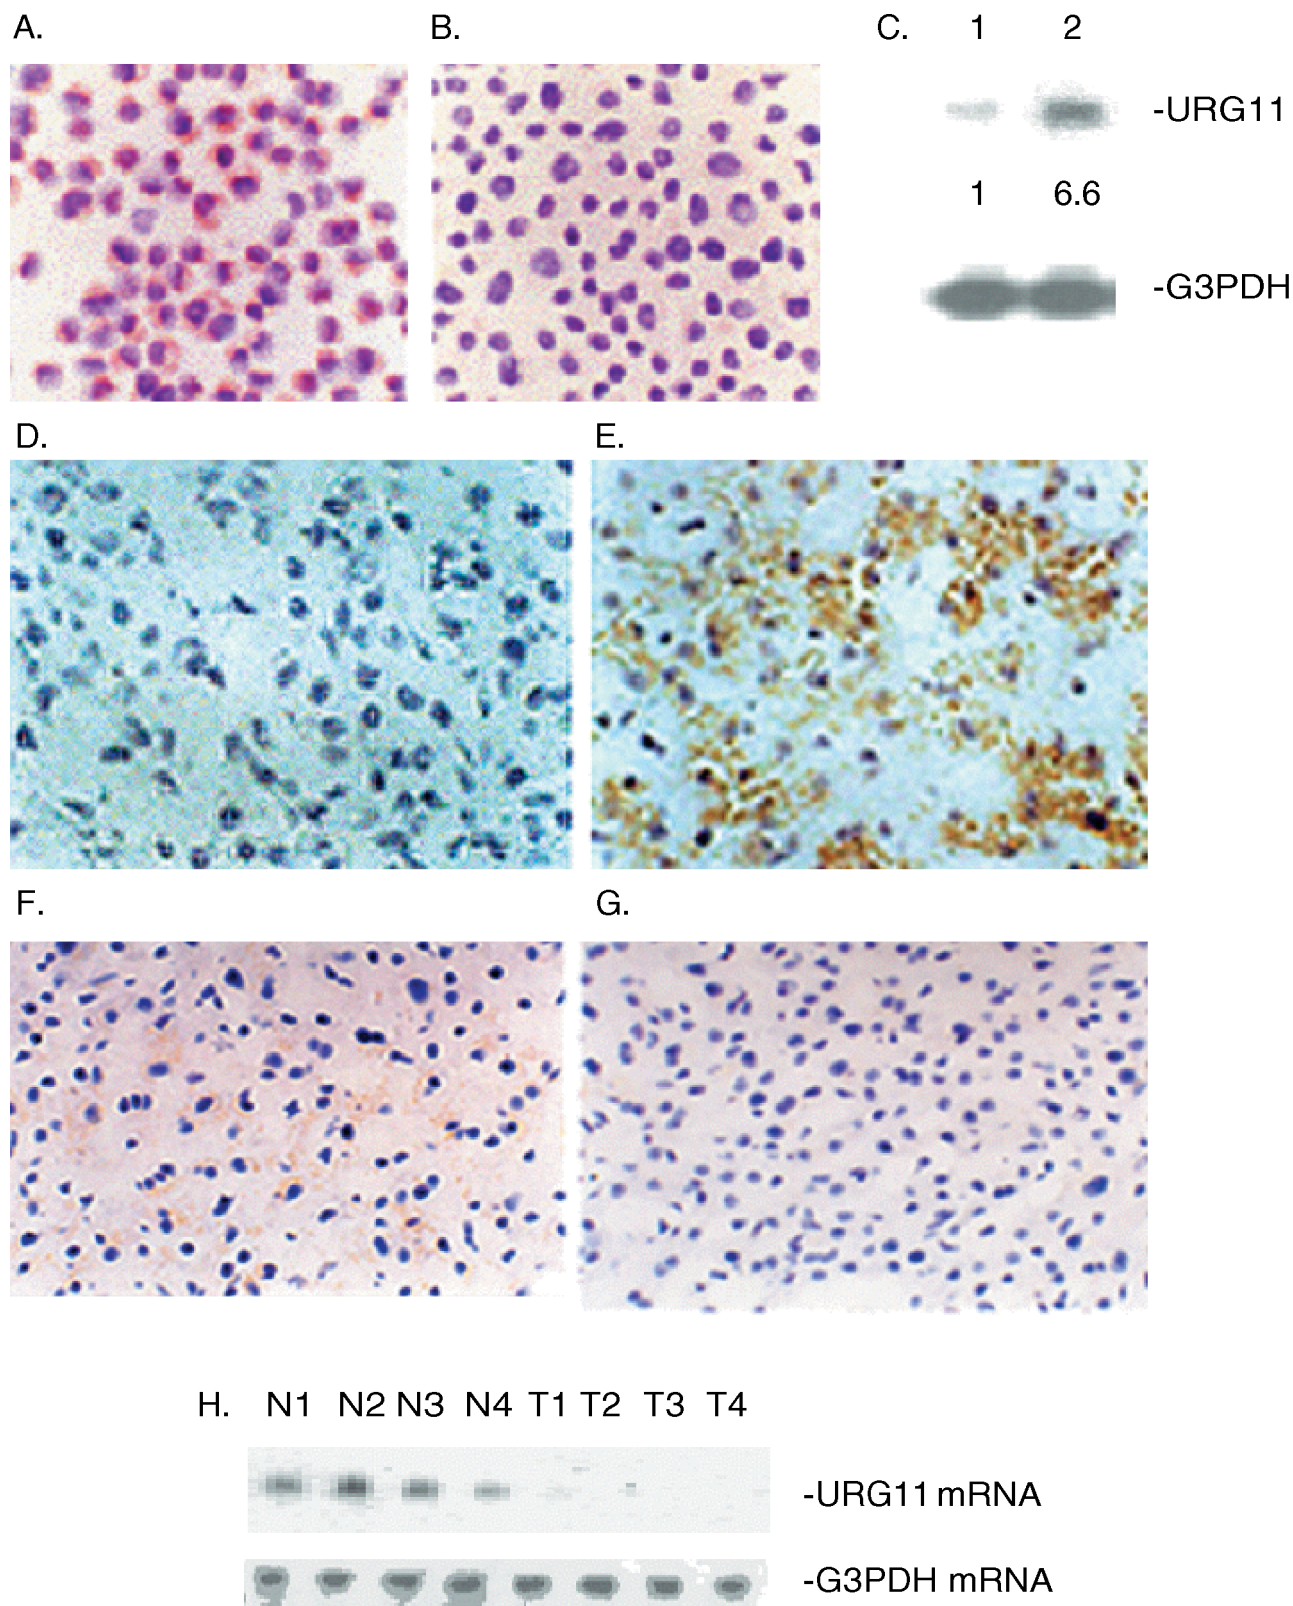 A.
B.
C. 1 2
-URG11
1 6.6
-G3PDH
D.
E.
F.
G.
H. N1 N2 N3 N4 T1 T2 T3 T4
-URG11 mRNA
-G3PDH mRNA